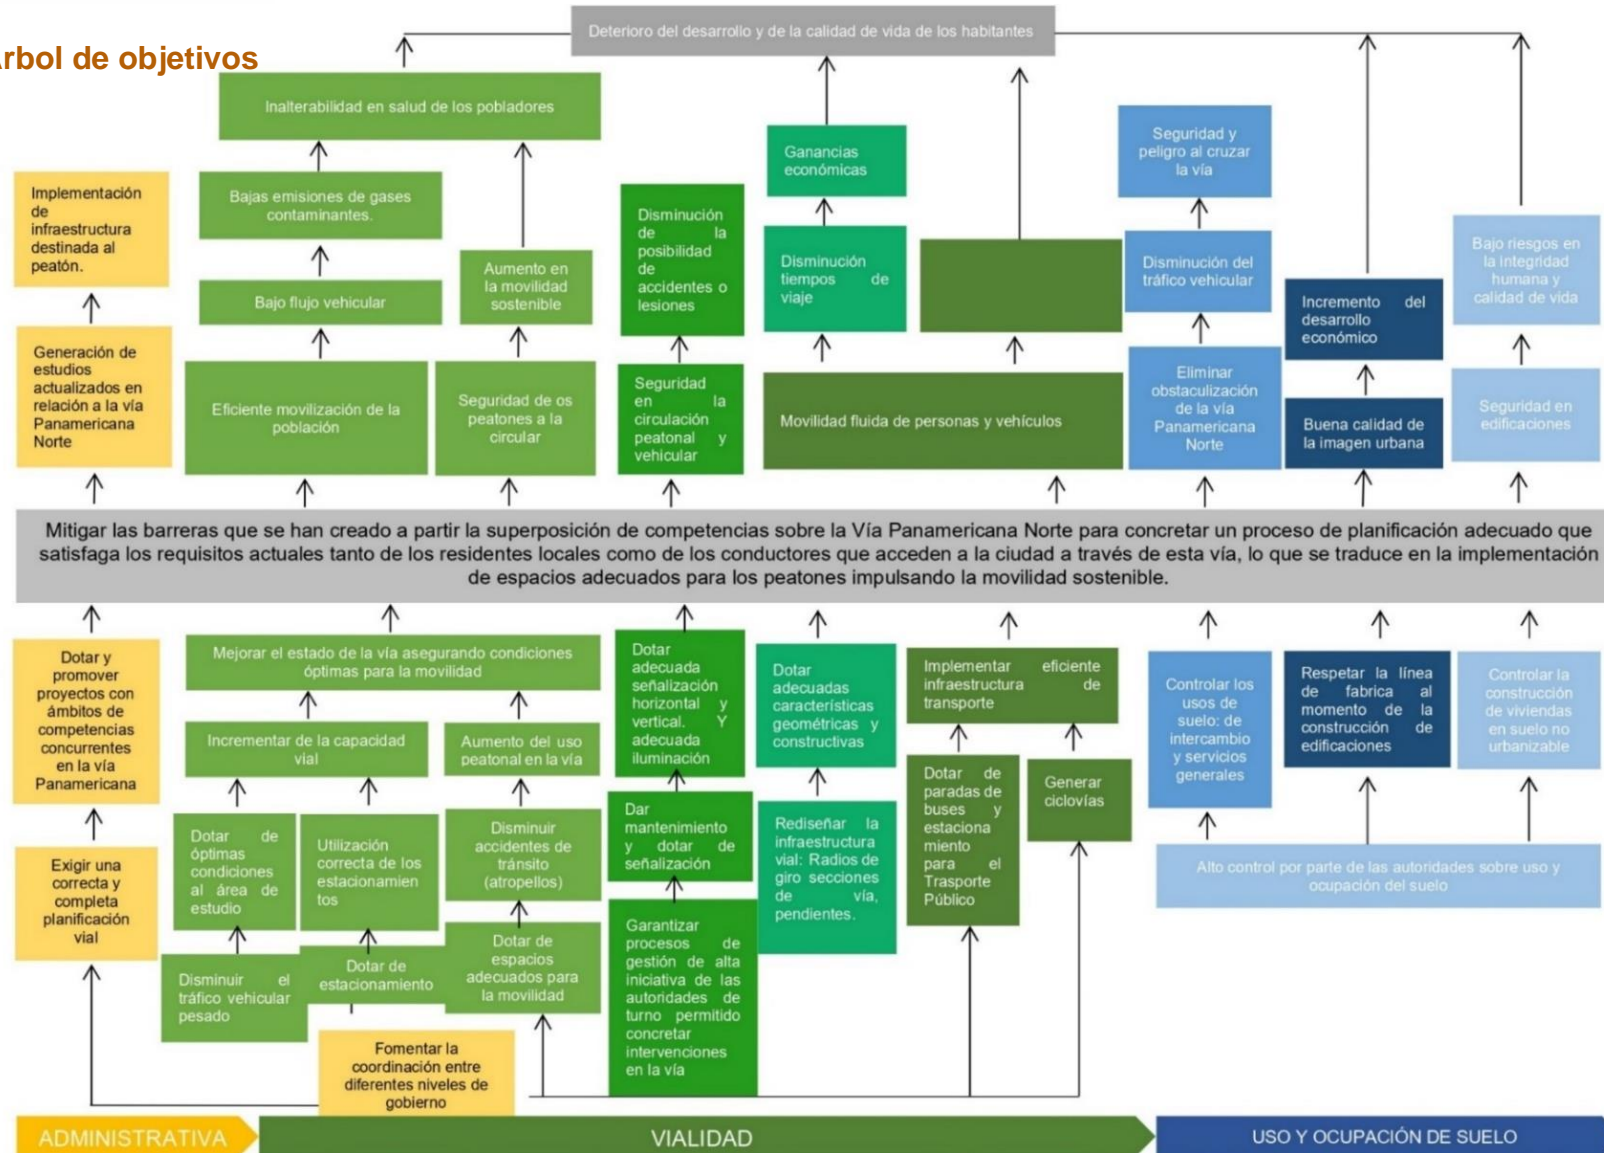 Deterioro del desarrollo y de la calidad de vida de los habitantes
rbol de objetivos
Inalterabilidad en salud de los pobladores
Implementación
de
infraestructura
destinada al
peatón.
Bajas emisiones de gases
contaminantes.
Disminución
de la
posibilidad
de
accidentes o
lesiones
Ganancias
económicas
Seguridad y
peligro al cruzar
la vía
Bajo flujo vehicular
Aumento en
la movilidad
sostenible
Disminución
tiempos de
viaje
Disminución del
tráfico vehicular
Incremento del
desarrollo
económico
Bajo riesgos en
la integridad
humana y
calidad de vida
Generación de
estudios
actualizados en
relación a la vía
Panamericana
Norte
Eficiente movilización de la
población
Seguridad de os
peatones a la
circular
Seguridad
en la
circulación
peatonal y
vehicular
Movilidad fluida de personas y vehículos
Eliminar
obstaculización
de la vía
Panamericana
Norte
Buena calidad de
la imagen urbana
Seguridad en
edificaciones
Mitigar las barreras que se han creado a partir la superposición de competencias sobre la Vía Panamericana Norte para concretar un proceso de planificación adecuado que
satisfaga los requisitos actuales tanto de los residentes locales como de los conductores que acceden a la ciudad a través de esta vía, lo que se traduce en la implementación
de espacios adecuados para los peatones impulsando la movilidad sostenible.
Dotar y
promover
proyectos con
ámbitos de
competencias
concurrentes
en la vía
Panamericana
Mejorar el estado de la vía asegurando condiciones
óptimas para la movilidad
Dotar
adecuada
señalización
horizontal y
vertical. Y
adecuada
iluminación
Dotar
adecuadas
características
geométricas y
constructivas
Implementar eficiente
infraestructura de
transporte
Controlar los
usos de
suelo: de
intercambio
y servicios
generales
Respetar la línea
de fabrica al
momento de la
construcción de
edificaciones
Controlar la
construcción
de viviendas
en suelo no
urbanizable
Incrementar de la capacidad
vial
Aumento del uso
peatonal en la vía
Exigir una
correcta y
completa
planificación
vial
Dotar de
óptimas
condiciones
al área de
estudio
Utilización
correcta de los
estacionamien
tos
Disminuir
accidentes de
tránsito
(atropellos)
Dar
mantenimiento
y dotar de
señalización
Rediseñar la
infraestructura
vial: Radios de
giro secciones
de vía,
pendientes.
Dotar de
paradas de
buses y
estaciona
miento
para el
Trasporte
Público
Generar
ciclovías
Alto control por parte de las autoridades sobre uso y
ocupación del suelo
Disminuir el
tráfico vehicular
pesado
Dotar de
estacionamiento
Dotar de
espacios
adecuados para
la movilidad
Garantizar
procesos de
gestión de alta
iniciativa de las
autoridades de
turno permitido
concretar
intervenciones
en la vía
Fomentar la
coordinación entre
diferentes niveles de
gobierno
ADMINISTRATIVA
VIALIDAD
USO Y OCUPACIÓN DE SUELO